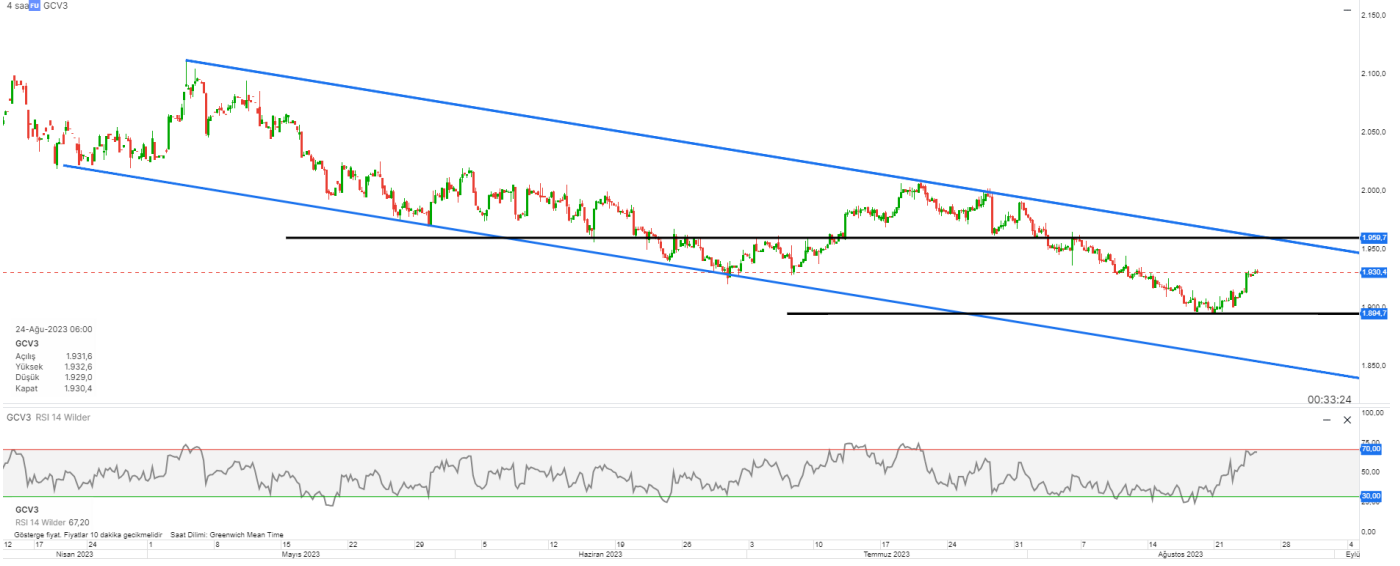 4 saa FU GCV3
2.150,0
2.100,0
2.050,0
2.000,0
1.959,7
1.950,0
1.930,4
1.900,0
1.894,7
1.850,0
24-Ağu-2023 06:00
GCV3
Açılış 1.931,6
Yüksek 1.932,6
Düşük 1.929,0
Kapat 1.930,4
00:33:24
GCV3 RSI 14 Wilder
100,00
75,00
70,00
50,00
30,00
0,00
GCV3
RSI 14 Wilder 67,20
Gösterge fiyat. Fiyatlar 10 dakika gecikmelidir Saat Dilimi: Greenwich Mean Time
12 17 24 1 8 15 22 29 5 12 19 26 3 10 17 24 31 7 14 21 28 4
Nisan 2023 Mayıs 2023 Haziran 2023 Temmuz 2023 Ağustos 2023 Eylü